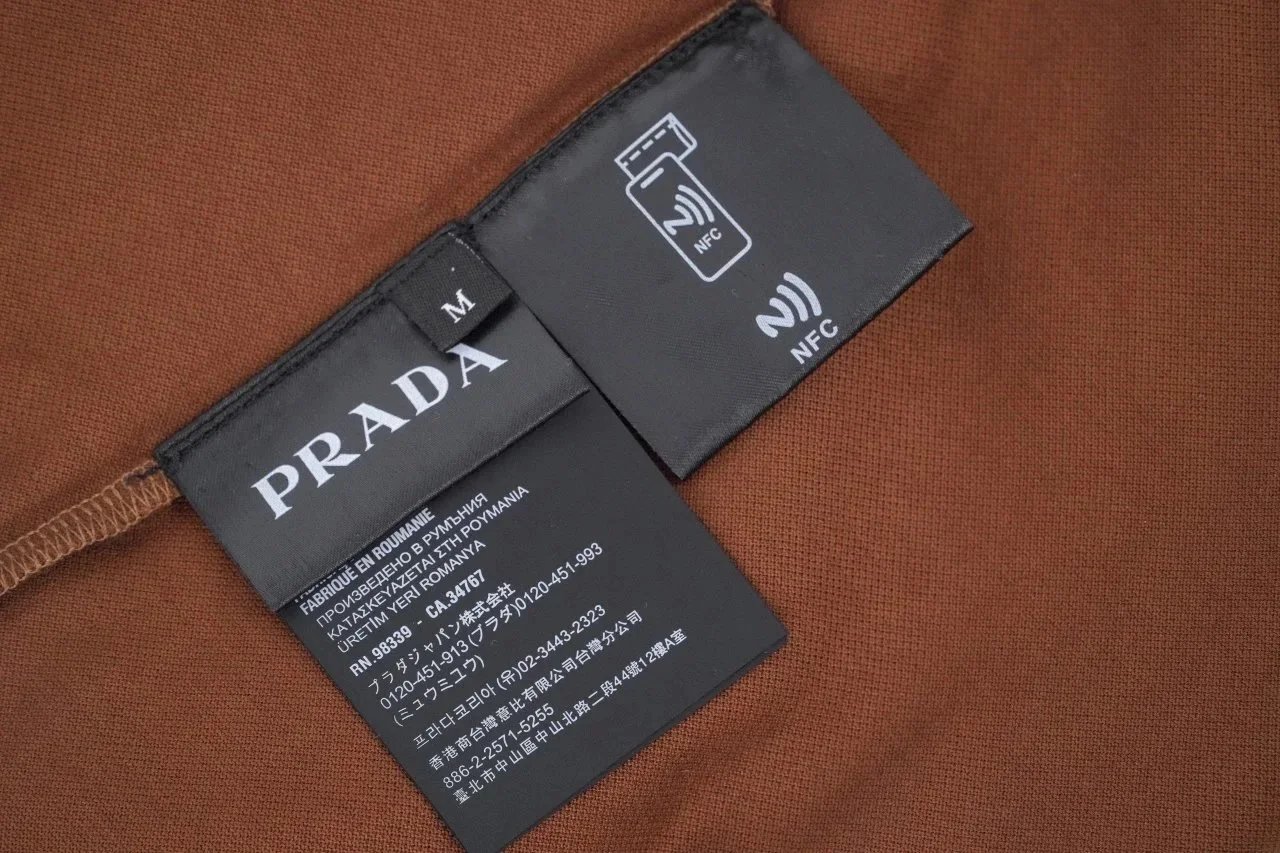 M
PRADA
FABRIQUÉ EN ROUMANIE
ПРОИЗВЕДЕНО В РУМЪНИЯ
ΚΑΤΑΣΚΕΥΑΖΕΤΑΙ ΣΤΗ ΡΟΥΜΑΝΙΑ
ÜRETİM YERİ ROMANYA
RN 98339 - CA.34767
プラダジャパン株式会社
0120-451-913 (プラダ)0120-451-993
(ミュウミュウ)
프라다코리아 (유)02-3443-2323
香港商台灣意比有限公司台灣分公司
886-2-2571-5255
臺北市中山區中山北路二段44號12樓A室
NFC
NFC